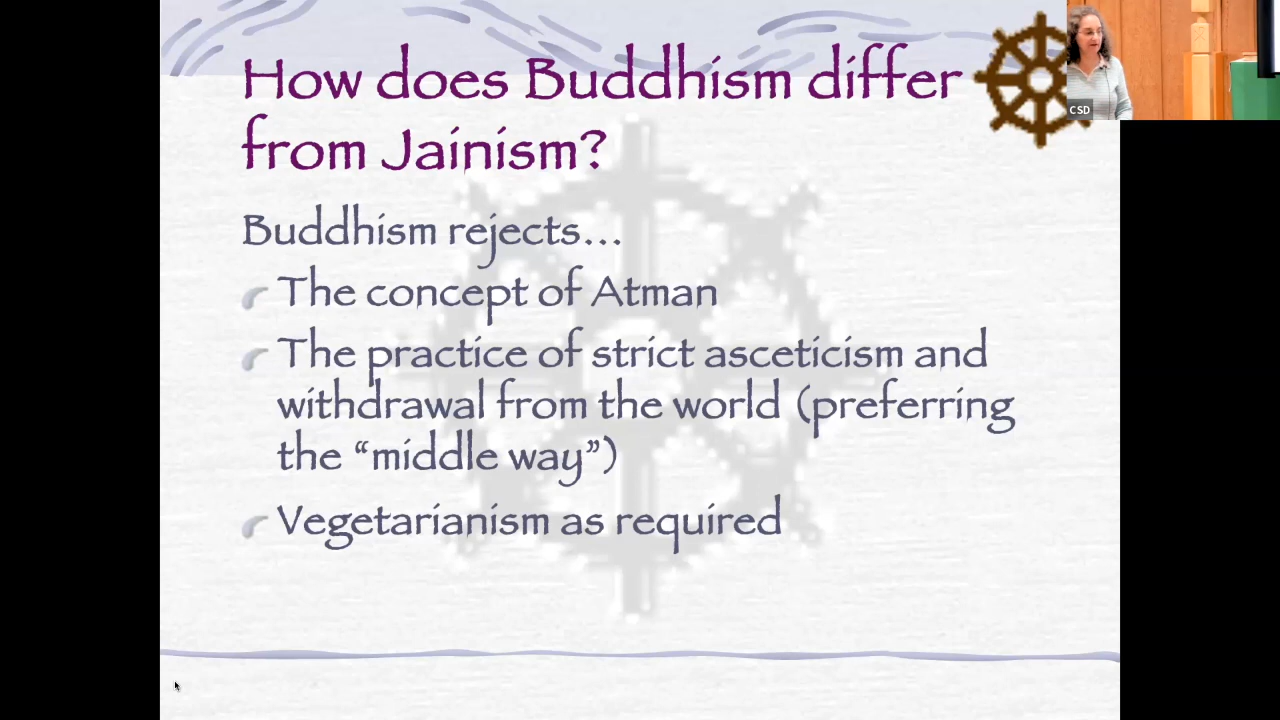 How does Buddhism differ
from Jainism?
CSD
Buddhism rejects…
The concept of Atman
The practice of strict asceticism and
withdrawal from the world (preferring
the “middle way”)
Vegetarianism as required